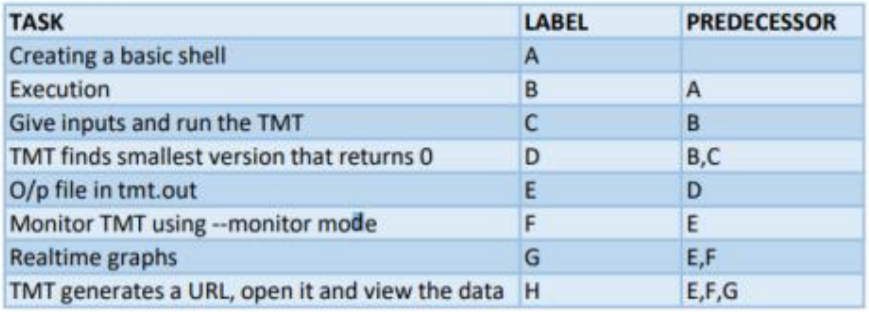 TASK LABEL PREDECESSOR
Creating a basic shell A
Execution B A
Give inputs and run the TMT C B
TMT finds smallest version that returns 0 D B,C
O/p file in tmt.out E D
Monitor TMT using --monitor mode F E
Realtime graphs G E,F
TMT generates a URL, open it and view the data H E,F,G